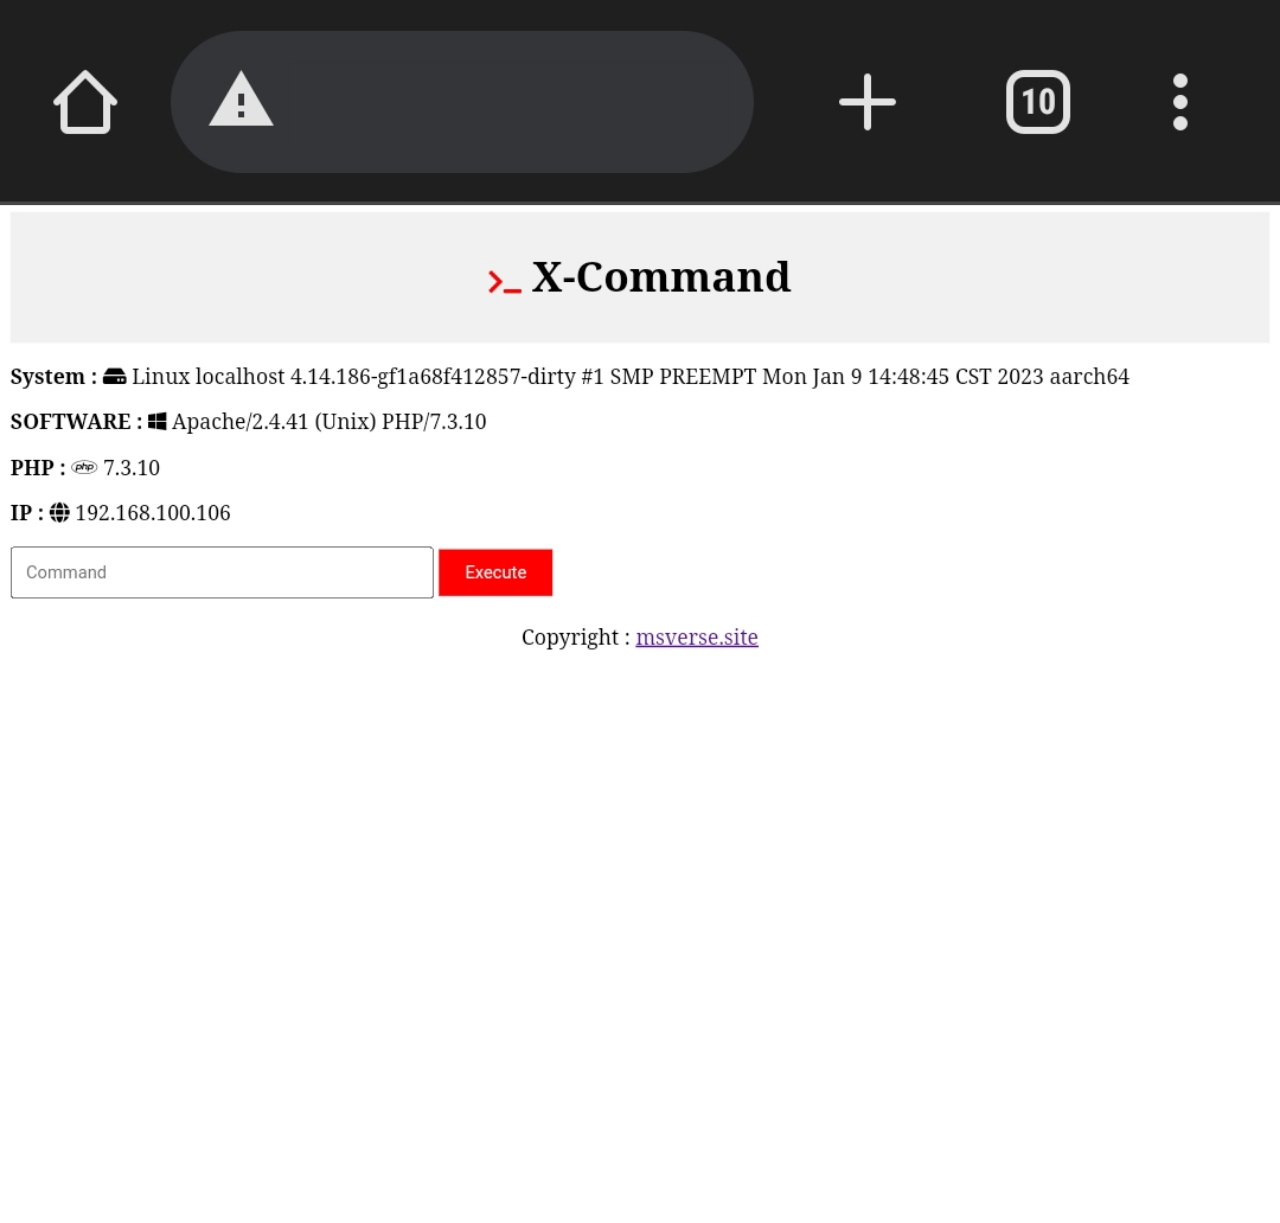 10
>_ X-Command
System : Linux localhost 4.14.186-gf1a68f412857-dirty #1 SMP PREEMPT Mon Jan 9 14:48:45 CST 2023 aarch64
SOFTWARE : Apache/2.4.41 (Unix) PHP/7.3.10
PHP : php 7.3.10
IP : 192.168.100.106
Command Execute
Copyright : msverse.site